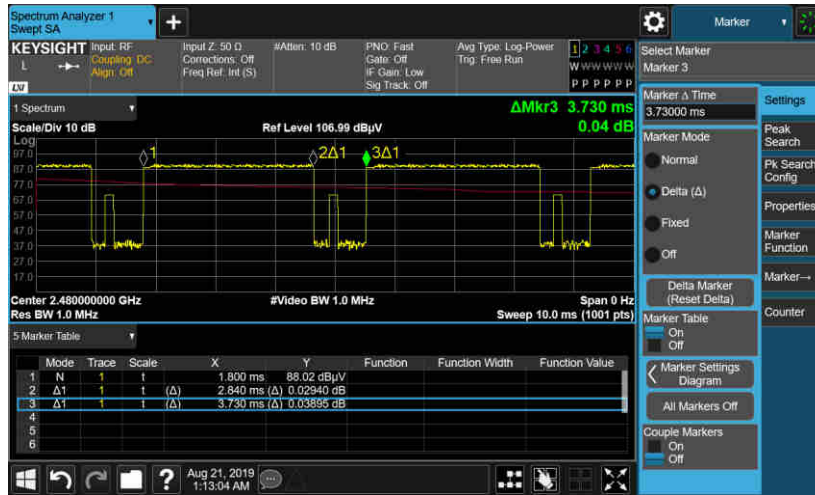 Spectrum Analyzer 1
Swept SA
Marker
KEYSIGHT
L
LXI
Input: RF
Coupling: DC
Align: Off
Input Z: 50 Ω
Corrections: Off
Freq Ref: Int (S)
#Atten: 10 dB
PNO: Fast
Gate: Off
IF Gain: Low
Sig Track: Off
Avg Type: Log-Power
Trig: Free Run
1 2 3 4 5 6
W W W W W W
P P P P P P
Select Marker
Marker 3
1 Spectrum
ΔMkr3 3.730 ms
0.04 dB
Scale/Div 10 dB
Ref Level 106.99 dBµV
Log
97.0
87.0
77.0
67.0
57.0
47.0
37.0
27.0
17.0
1
2Δ1
3Δ1
Center 2.480000000 GHz
Res BW 1.0 MHz
#Video BW 1.0 MHz
Span 0 Hz
Sweep 10.0 ms (1001 pts)
5 Marker Table
Mode Trace Scale X Y Function Function Width Function Value
1 N 1 t 1.800 ms 88.02 dBµV
2 Δ1 1 t (Δ) 2.840 ms (Δ) 0.02940 dB
3 Δ1 1 t (Δ) 3.730 ms (Δ) 0.03895 dB
4
5
6
Marker Δ Time
3.73000 ms
Marker Mode
Normal
Delta (Δ)
Fixed
Off
Delta Marker
(Reset Delta)
Marker Table
On
Off
Marker Settings
Diagram
All Markers Off
Couple Markers
On
Off
Settings
Peak
Search
Pk Search
Config
Properties
Marker
Function
Marker→
Counter
?
Aug 21, 2019
1:13:04 AM